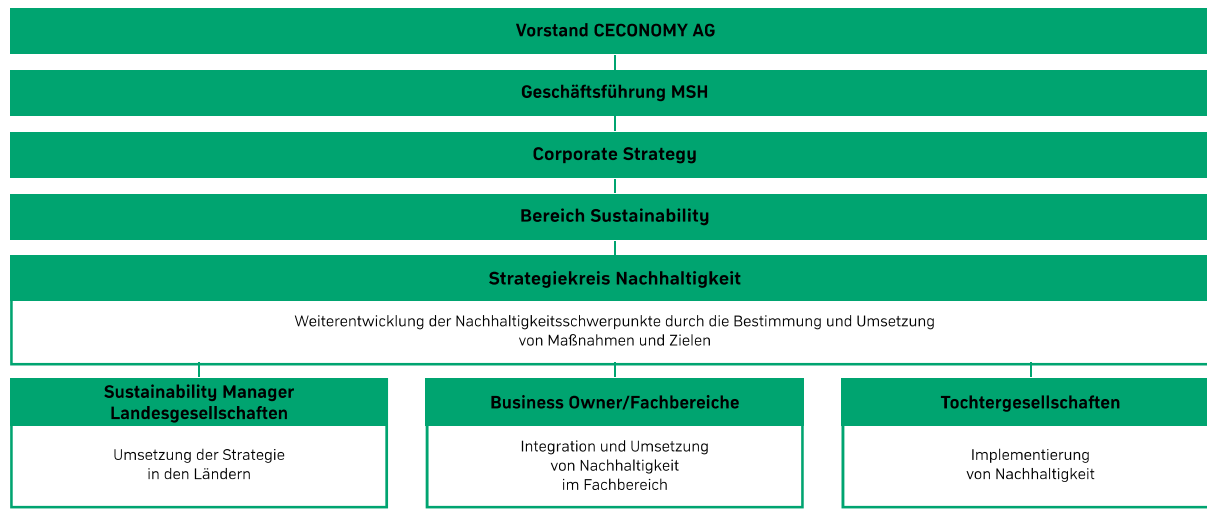 Vorstand CECONOMY AG
Geschäftsführung MSH
Corporate Strategy
Bereich Sustainability
Strategiekreis Nachhaltigkeit
Weiterentwicklung der Nachhaltigkeitsschwerpunkte durch die Bestimmung und Umsetzung
von Maßnahmen und Zielen
Sustainability Manager
Landesgesellschaften
Umsetzung der Strategie
in den Ländern
Business Owner/Fachbereiche
Integration und Umsetzung
von Nachhaltigkeit
im Fachbereich
Tochtergesellschaften
Implementierung
von Nachhaltigkeit